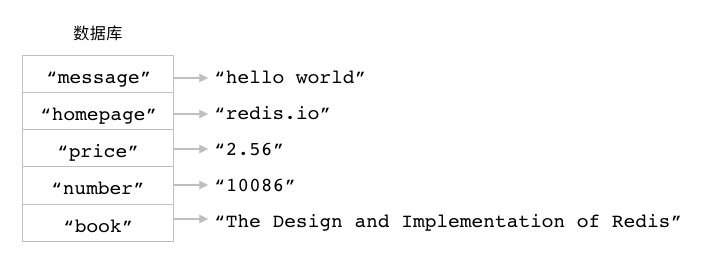 数据库
“message” “hello world”
“homepage” “redis.io”
“price” “2.56”
“number” “10086”
“book” “The Design and Implementation of Redis”